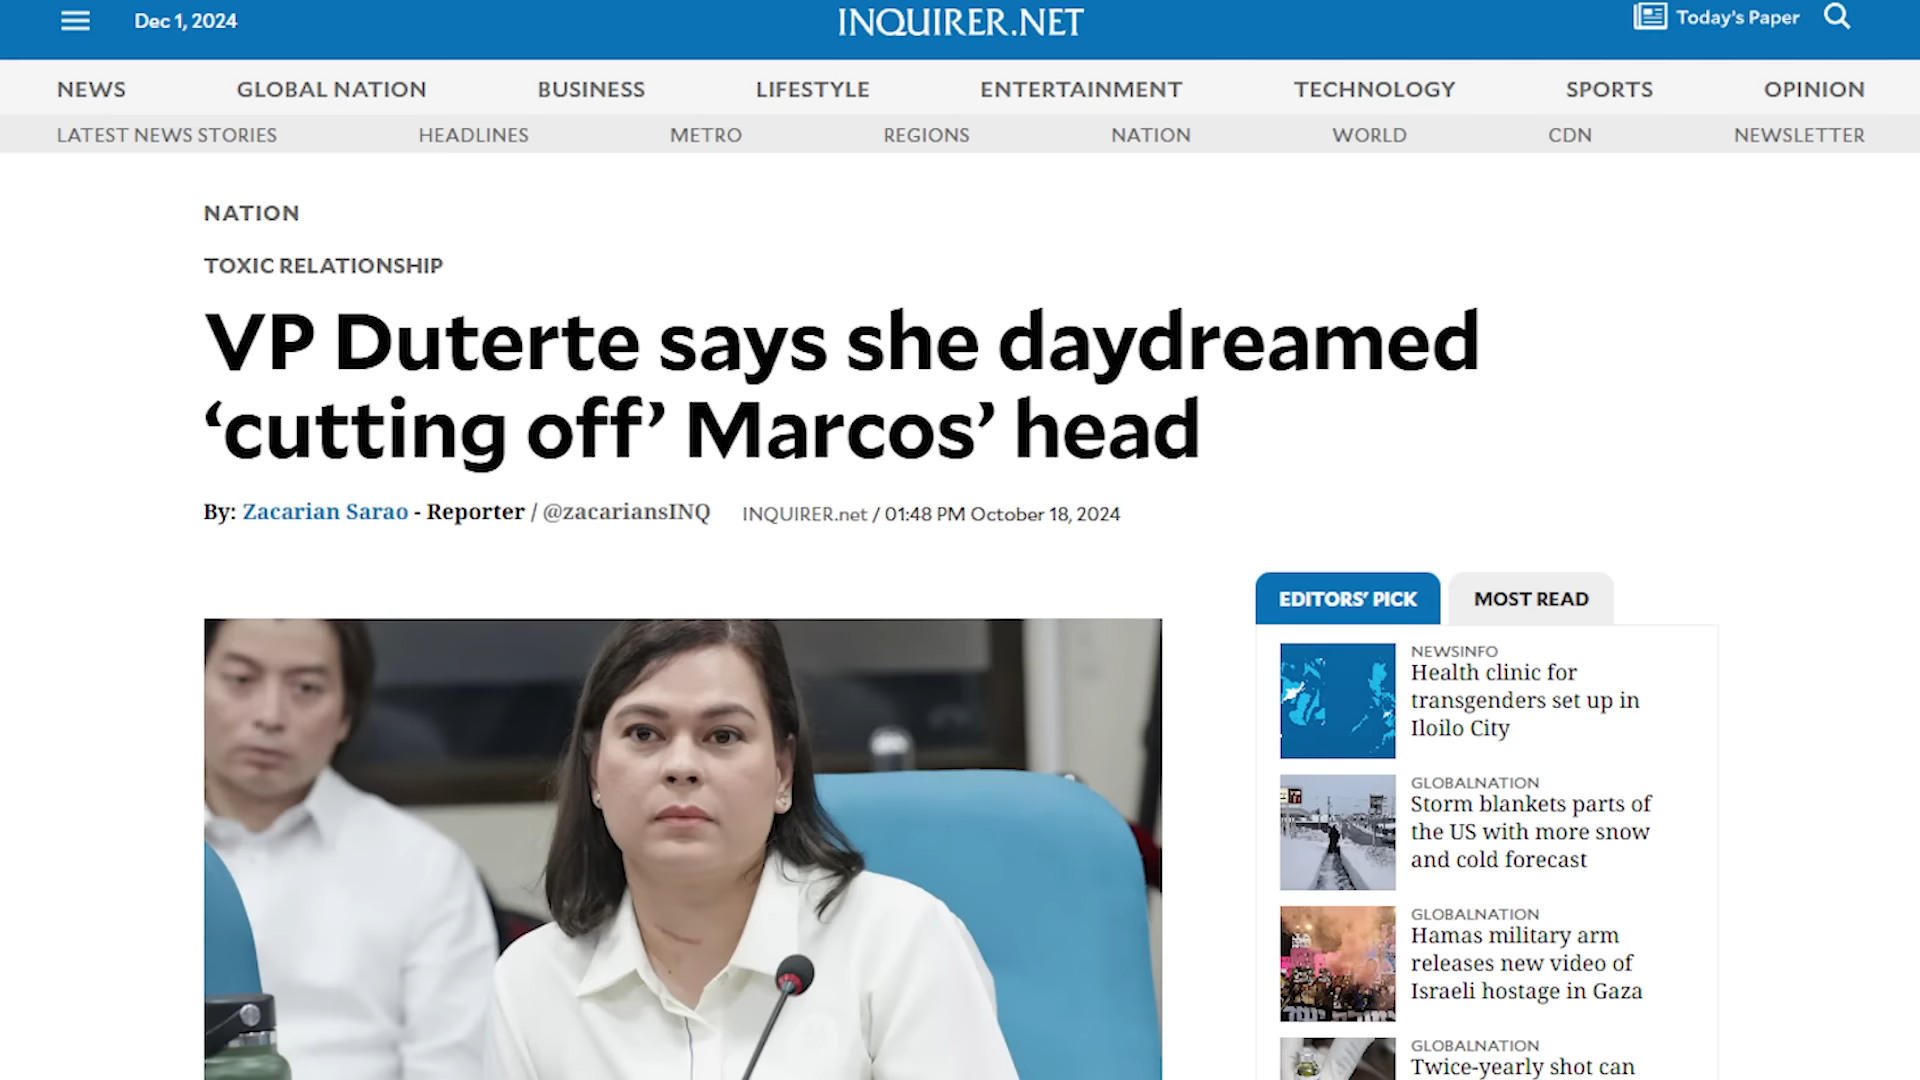 Dec 1, 2024
INQUIRER.NET
Today's Paper
NEWS
GLOBAL NATION
BUSINESS
LIFESTYLE
ENTERTAINMENT
TECHNOLOGY
SPORTS
OPINION
LATEST NEWS STORIES
HEADLINES
METRO
REGIONS
NATION
WORLD
CDN
NEWSLETTER
NATION
TOXIC RELATIONSHIP
VP Duterte says she daydreamed
‘cutting off’ Marcos’ head
By: Zacarian Sarao - Reporter / @zacariansINQ
INQUIRER.net / 01:48 PM October 18, 2024
EDITORS' PICK
MOST READ
NEWSINFO
Health clinic for
transgenders set up in
Iloilo City
GLOBALNATION
Storm blankets parts of
the US with more snow
and cold forecast
GLOBALNATION
Hamas military arm
releases new video of
Israeli hostage in Gaza
GLOBALNATION
Twice-yearly shot can